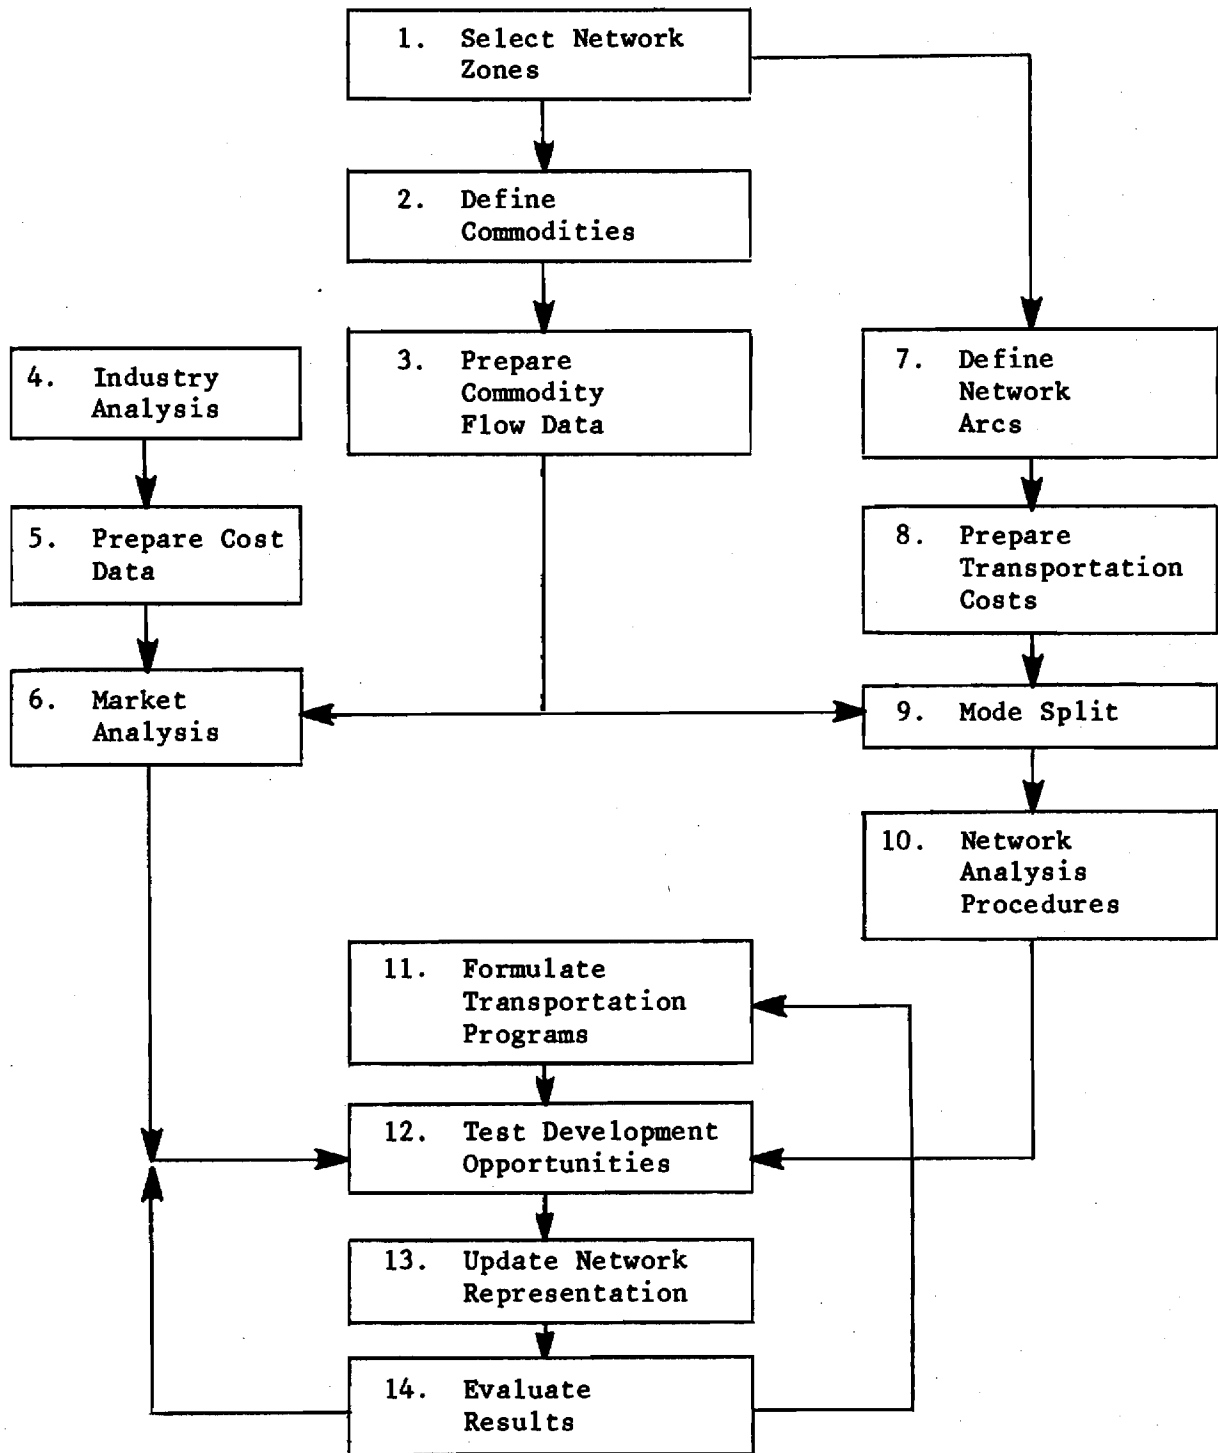 1. Select Network
Zones
2. Define
Commodities
3. Prepare
Commodity
Flow Data
4. Industry
Analysis
5. Prepare Cost
Data
6. Market
Analysis
7. Define
Network
Arcs
8. Prepare
Transportation
Costs
9. Mode Split
10. Network
Analysis
Procedures
11. Formulate
Transportation
Programs
12. Test Development
Opportunities
13. Update Network
Representation
14. Evaluate
Results